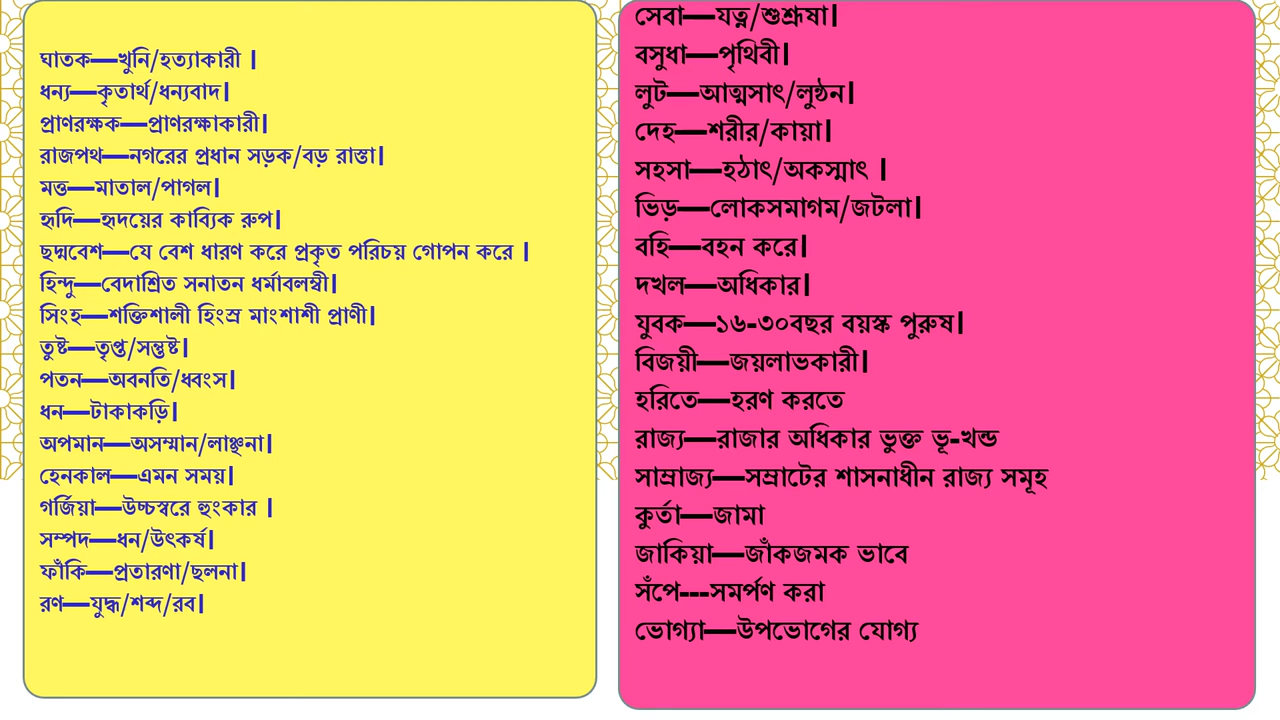 ঘাতক—খুনি/হত্যাকারী |
ধন্য—কৃতার্থ/ধন্যবাদ|
প্রাণরক্ষক—প্রাণরক্ষাকারী|
রাজপথ—নগরের প্রধান সড়ক/বড় রাস্তা|
মত্ত—মাতাল/পাগল|
হৃদি—হৃদয়ের কাব্যিক রুপ|
ছদ্মবেশ—যে বেশ ধারণ করে প্রকৃত পরিচয় গোপন করে |
হিন্দু—বেদাশ্রিত সনাতন ধর্মাবলম্বী|
সিংহ—শক্তিশালী হিংস্র মাংশাশী প্রাণী|
তুষ্ট—তৃপ্ত/সন্তুষ্ট|
পতন—অবনতি/ধ্বংস|
ধন—টাকাকড়ি|
অপমান—অসম্মান/লাঞ্ছনা|
হেনকাল—এমন সময়|
গর্জিয়া—উচ্চস্বরে হুংকার |
সম্পদ—ধন/উৎকর্ষ|
ফাঁকি—প্রতারণা/ছলনা|
রণ—যুদ্ধ/শব্দ/রব|
সেবা—যত্ন/শুশ্রূষা|
বসুধা—পৃথিবী|
লুট—আত্মসাৎ/লুন্ঠন|
দেহ—শরীর/কায়া|
সহসা—হঠাৎ/অকস্মাৎ |
ভিড়—লোকসমাগম/জটলা|
বহি—বহন করে|
দখল—অধিকার|
যুবক—১৬-৩০বছর বয়স্ক পুরুষ|
বিজয়ী—জয়লাভকারী|
হরিতে—হরণ করতে
রাজ্য—রাজার অধিকার ভুক্ত ভূ-খন্ড
সাম্রাজ্য—সম্রাটের শাসনাধীন রাজ্য সমূহ
কুর্তা—জামা
জাকিয়া—জাঁকজমক ভাবে
সঁপে---সমর্পণ করা
ভোগ্যা—উপভোগের যোগ্য